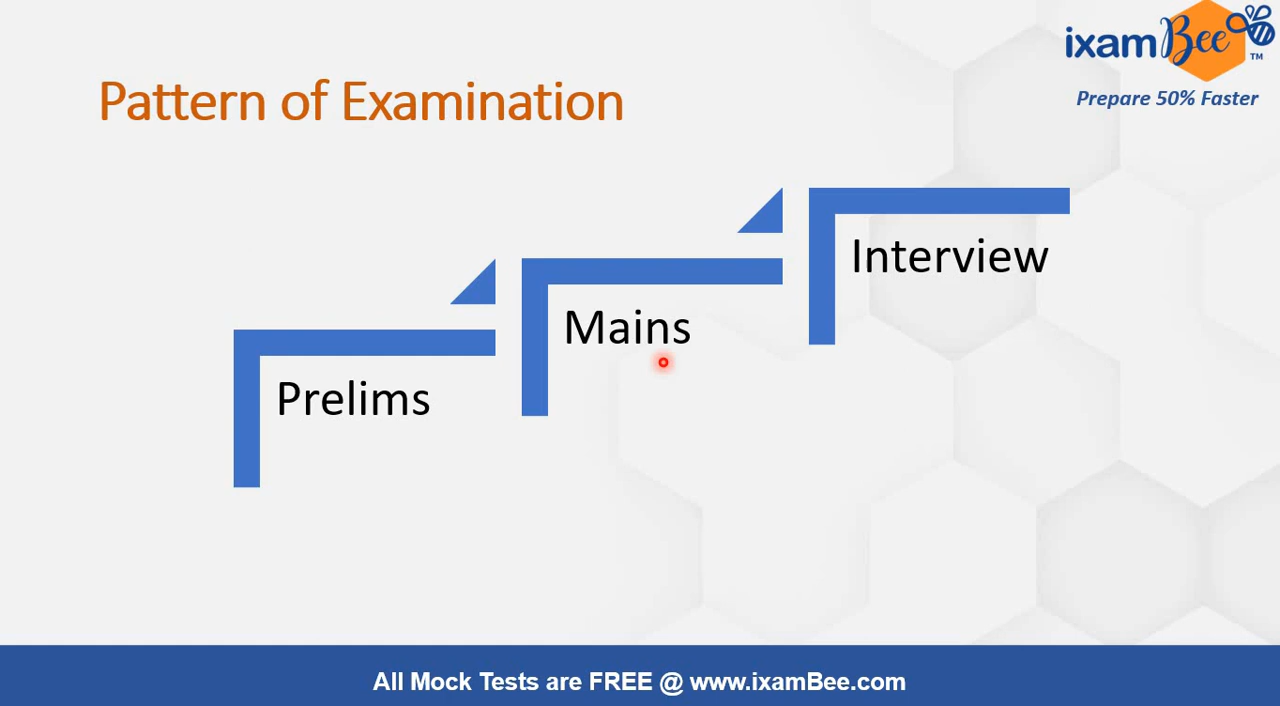 ixamBee TM
Prepare 50% Faster
Pattern of Examination
Prelims
Mains
Interview
All Mock Tests are FREE @ www.ixamBee.com